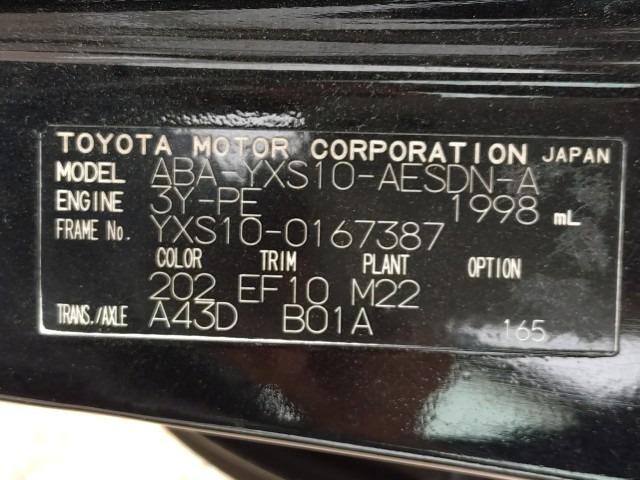 TOYOTA MOTOR CORPORATION JAPAN
MODEL ABA-YXS10-AESDN-A
ENGINE 3Y-PE 1998 mL
FRAME No. YXS10-0167387
COLOR TRIM PLANT OPTION
202 EF10 M22
TRANS./AXLE A43D B01A 165